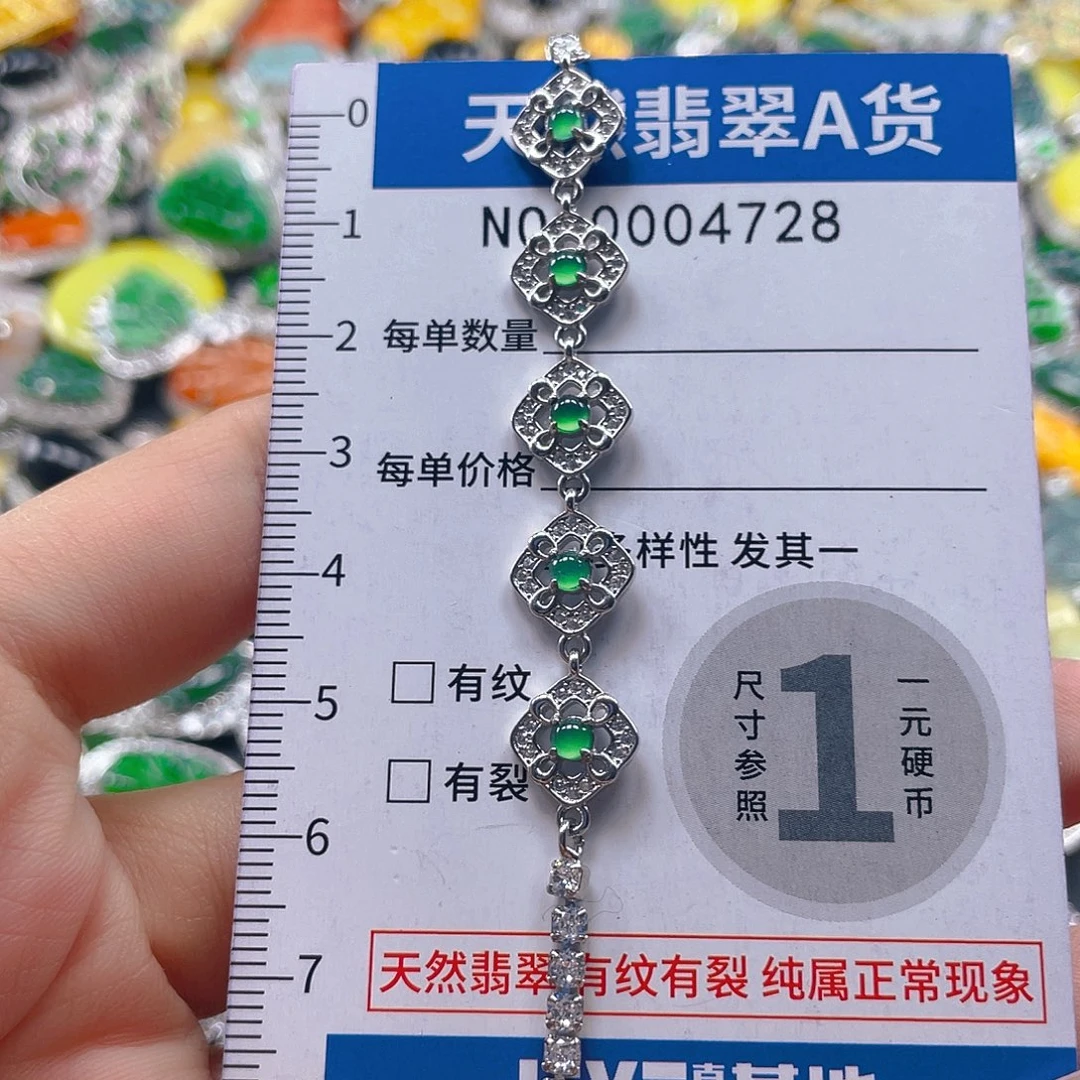 天然翡翠A货
0
1
NO 0004728
2
每单数量
3
每单价格
4
样性 发其一
5
有纹
有裂
尺寸参照
1
一元硬币
6
7
天然翡翠有纹有裂 纯属正常现象